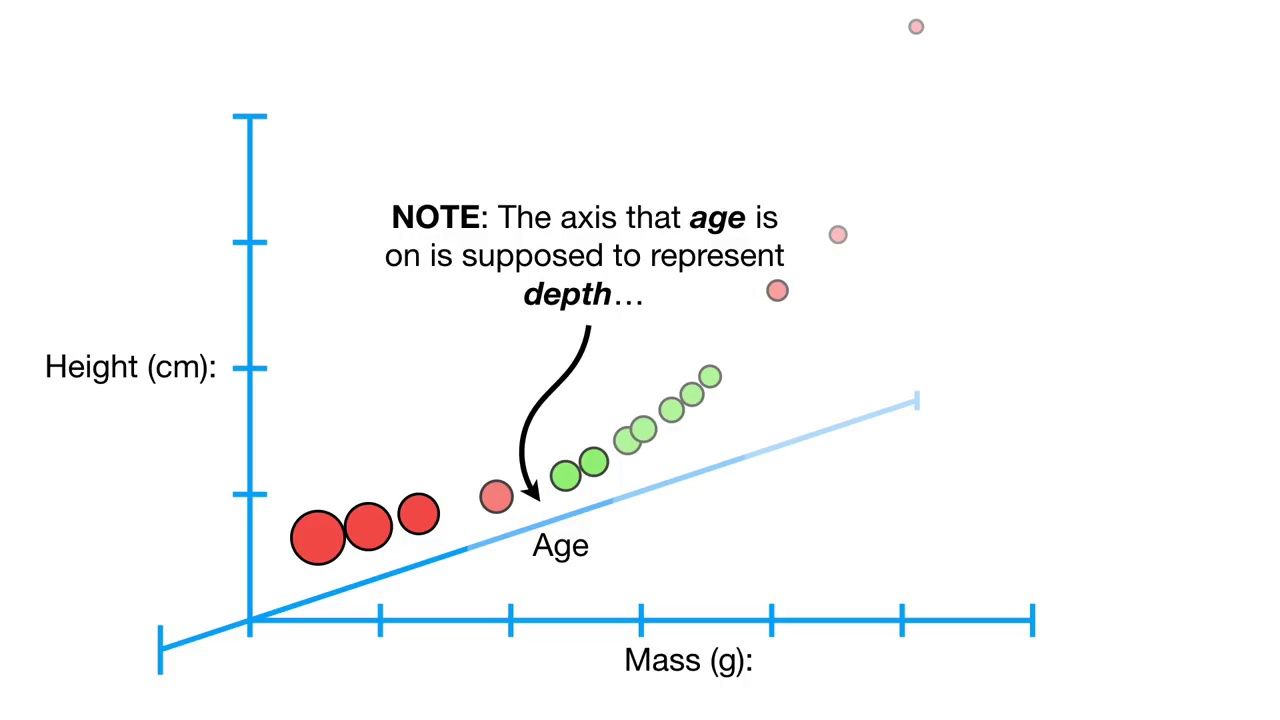 NOTE: The axis that age is
on is supposed to represent
depth…
Height (cm):
Age
Mass (g):